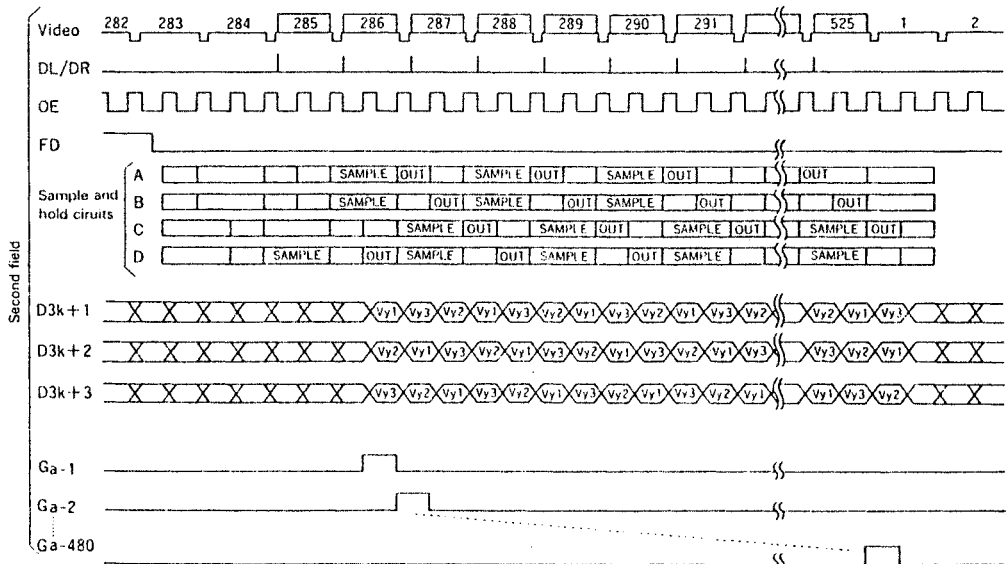 Second field
Video 282 283 284 285 286 287 288 289 290 291 525 1 2
DL/DR
OE
FD
Sample and hold ciruits
A SAMPLE OUT SAMPLE OUT SAMPLE OUT OUT
B SAMPLE OUT SAMPLE OUT SAMPLE OUT OUT
C SAMPLE OUT SAMPLE OUT SAMPLE OUT SAMPLE OUT
D SAMPLE OUT SAMPLE OUT SAMPLE OUT SAMPLE SAMPLE
D3k+1 Vy1 Vy3 Vy2 Vy1 Vy3 Vy2 Vy1 Vy3 Vy2 Vy1 Vy3 Vy2 Vy2 Vy1 Vy3
D3k+2 Vy2 Vy1 Vy3 Vy2 Vy1 Vy3 Vy2 Vy1 Vy3 Vy2 Vy1 Vy3 Vy3 Vy2 Vy1
D3k+3 Vy3 Vy2 Vy1 Vy3 Vy2 Vy1 Vy3 Vy2 Vy1 Vy3 Vy2 Vy1 Vy1 Vy3 Vy2
Ga-1
Ga-2
Ga-480